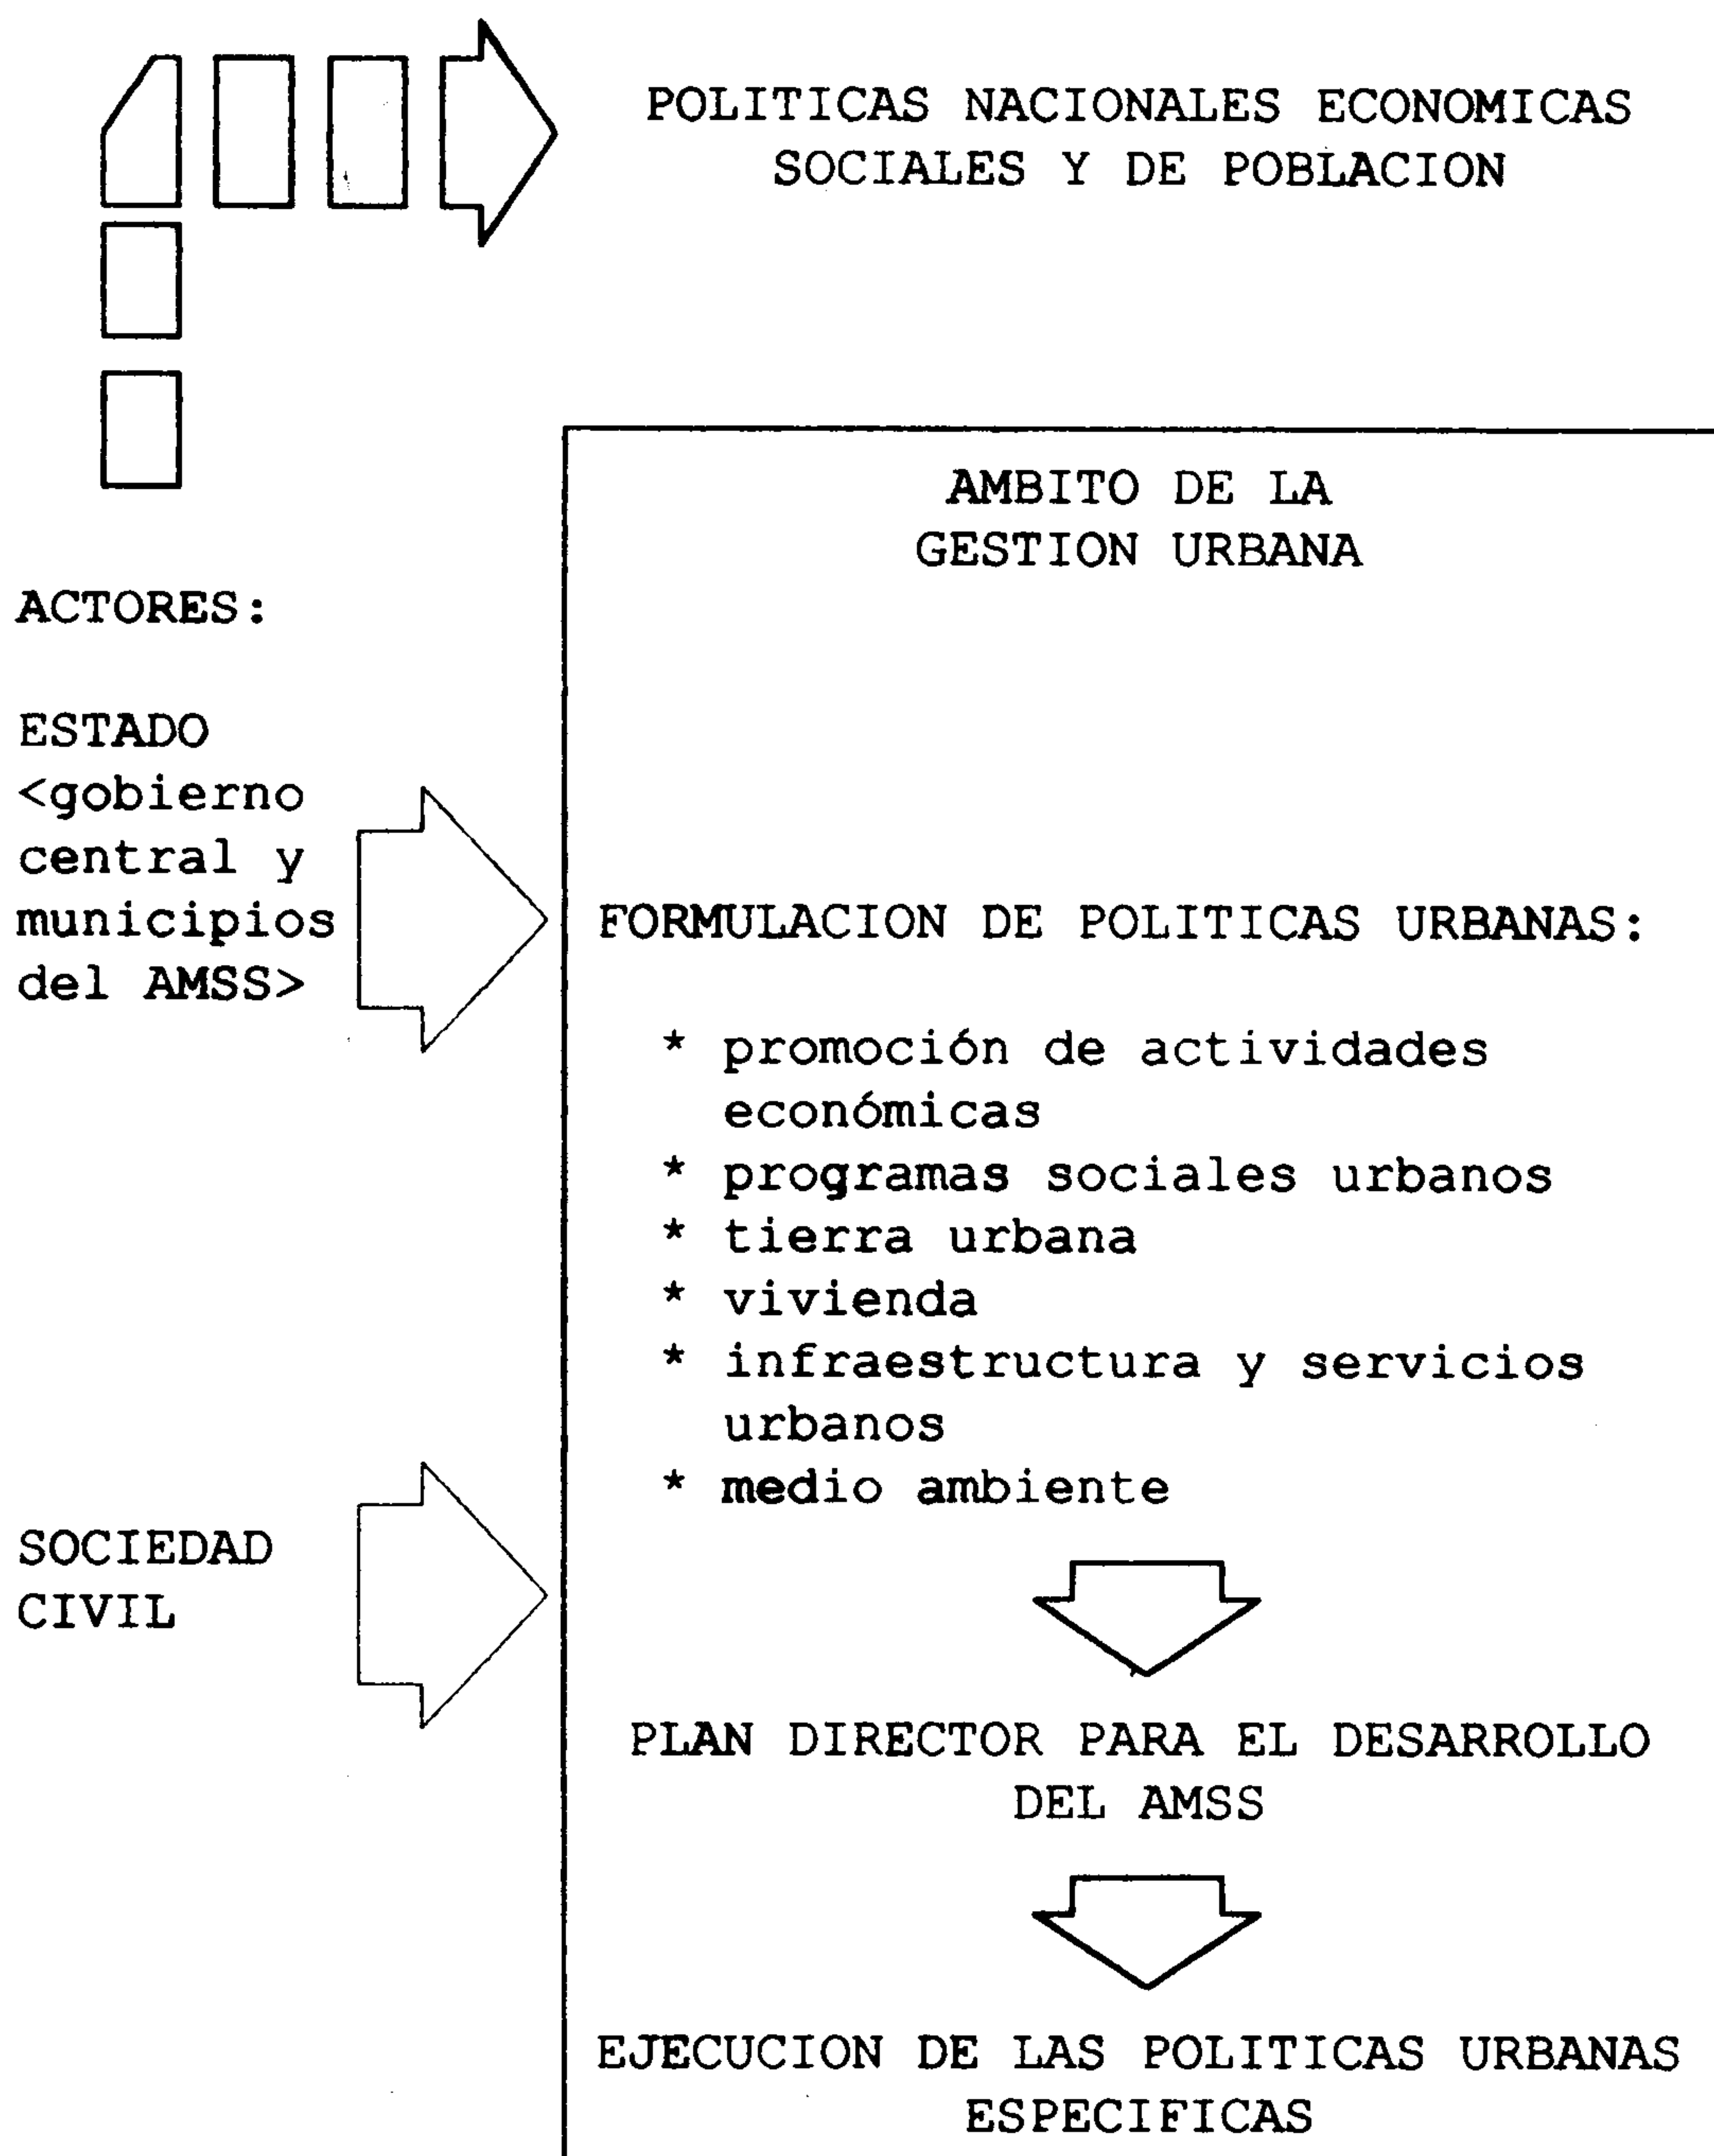 POLITICAS NACIONALES ECONOMICAS
SOCIALES Y DE POBLACION
AMBITO DE LA
GESTION URBANA
ACTORES:
ESTADO
<gobierno
central y
municipios
del AMSS>
FORMULACION DE POLITICAS URBANAS:
* promoción de actividades
económicas
* programas sociales urbanos
* tierra urbana
* vivienda
* infraestructura y servicios
urbanos
* medio ambiente
SOCIEDAD
CIVIL
PLAN DIRECTOR PARA EL DESARROLLO
DEL AMSS
EJECUCION DE LAS POLITICAS URBANAS
ESPECIFICAS